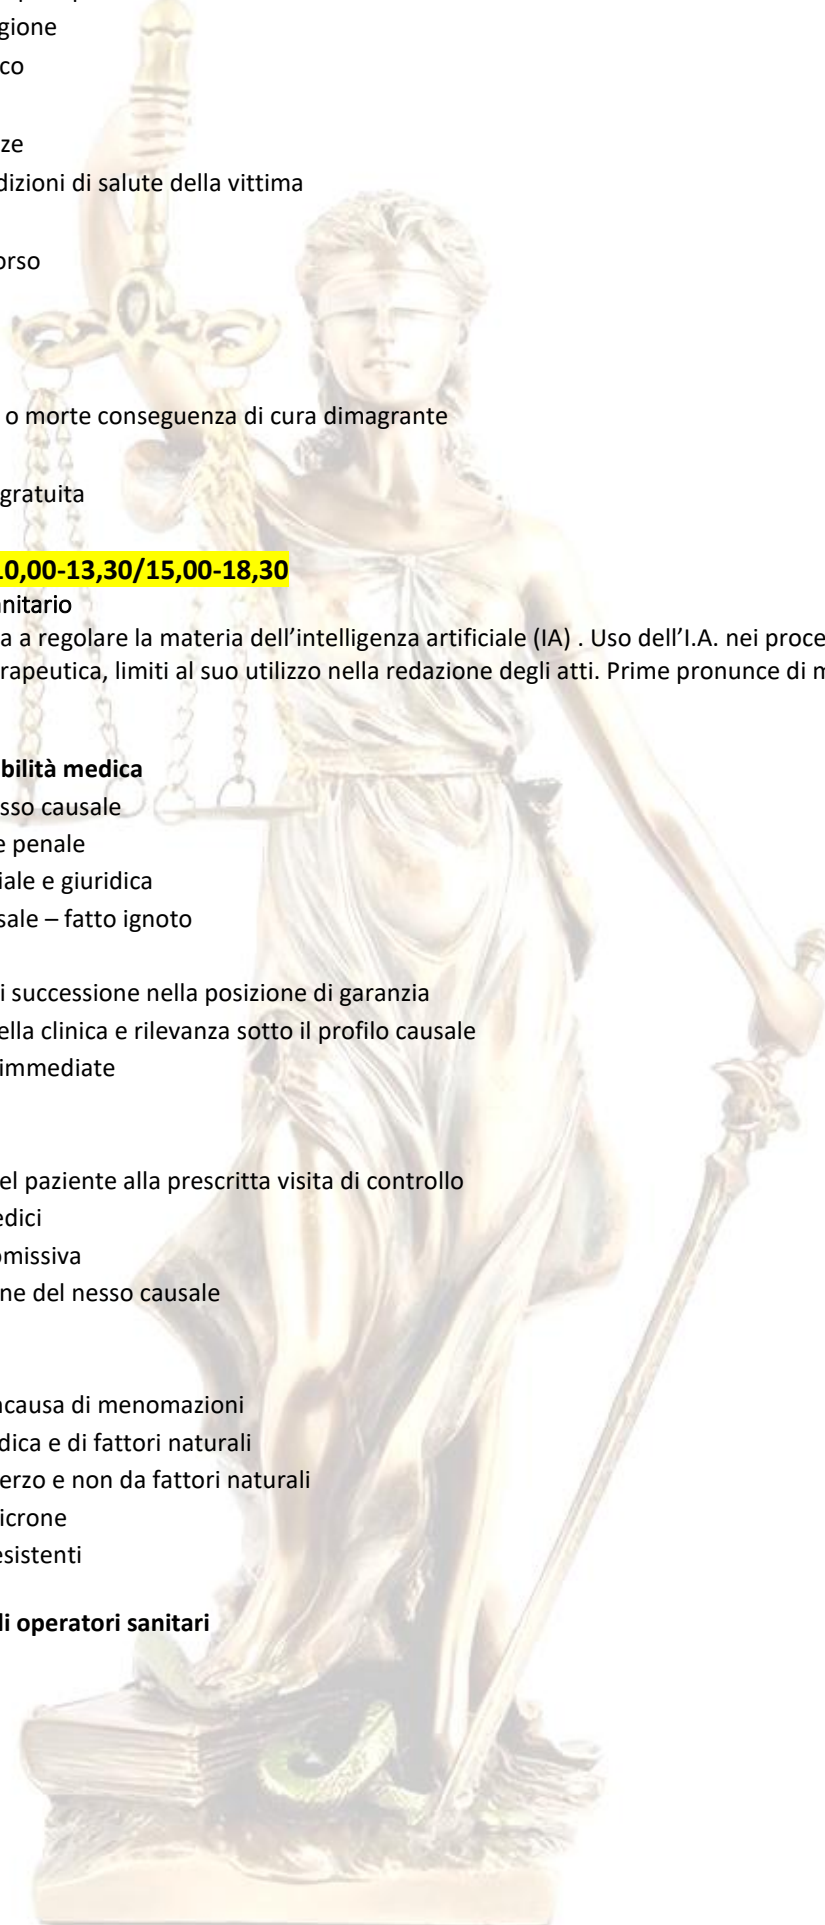 gione
co
ze
dizioni di salute della vittima
orso
o morte conseguenza di cura dimagrante
gratuita
10,00-13,30/15,00-18,30
anitario
a a regolare la materia dell’intelligenza artificiale (IA) . Uso dell’I.A. nei proce
rapeutica, limiti al suo utilizzo nella redazione degli atti. Prime pronunce di m
bilità medica
sso causale
e penale
iale e giuridica
sale – fatto ignoto
i successione nella posizione di garanzia
ella clinica e rilevanza sotto il profilo causale
immediate
el paziente alla prescritta visita di controllo
edici
omissiva
ne del nesso causale
ncausa di menomazioni
dica e di fattori naturali
erzo e non da fattori naturali
icrone
esistenti
li operatori sanitari